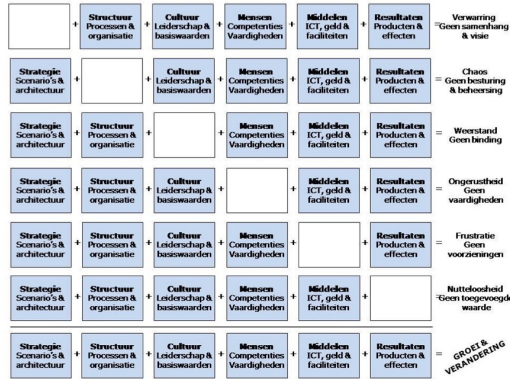 + Structuur + Cultuur + Mensen + Middelen + Resultaten = Verwarring
Processen & Leiderschap & Competenties ICT, geld & Producten & Geen samenhang
organisatie basiswaarden Vaardigheden faciliteiten effecten & visie
Strategie + + Cultuur + Mensen + Middelen + Resultaten = Chaos
Scenario's & Leiderschap & Competenties ICT, geld & Producten & Geen besturing
architectuur basiswaarden Vaardigheden faciliteiten effecten & beheersing
Strategie + Structuur + + Mensen + Middelen + Resultaten = Weerstand
Scenario's & Processen & Competenties ICT, geld & Producten & Geen binding
architectuur organisatie Vaardigheden faciliteiten effecten
Strategie + Structuur + Cultuur + + Middelen + Resultaten = Ongerustheid
Scenario's & Processen & Leiderschap & ICT, geld & Producten & Geen
architectuur organisatie basiswaarden faciliteiten effecten vaardigheden
Strategie + Structuur + Cultuur + Mensen + + Resultaten = Frustratie
Scenario's & Processen & Leiderschap & Competenties Producten & Geen
architectuur organisatie basiswaarden Vaardigheden effecten voorzieningen
Strategie + Structuur + Cultuur + Mensen + Middelen + = Nutteloosheid
Scenario's & Processen & Leiderschap & Competenties ICT, geld & Geen toegevoegde
architectuur organisatie basiswaarden Vaardigheden faciliteiten waarde
Strategie + Structuur + Cultuur + Mensen + Middelen + Resultaten = GROEI &
Scenario's & Processen & Leiderschap & Competenties ICT, geld & Producten & VERANDERING
architectuur organisatie basiswaarden Vaardigheden faciliteiten effecten